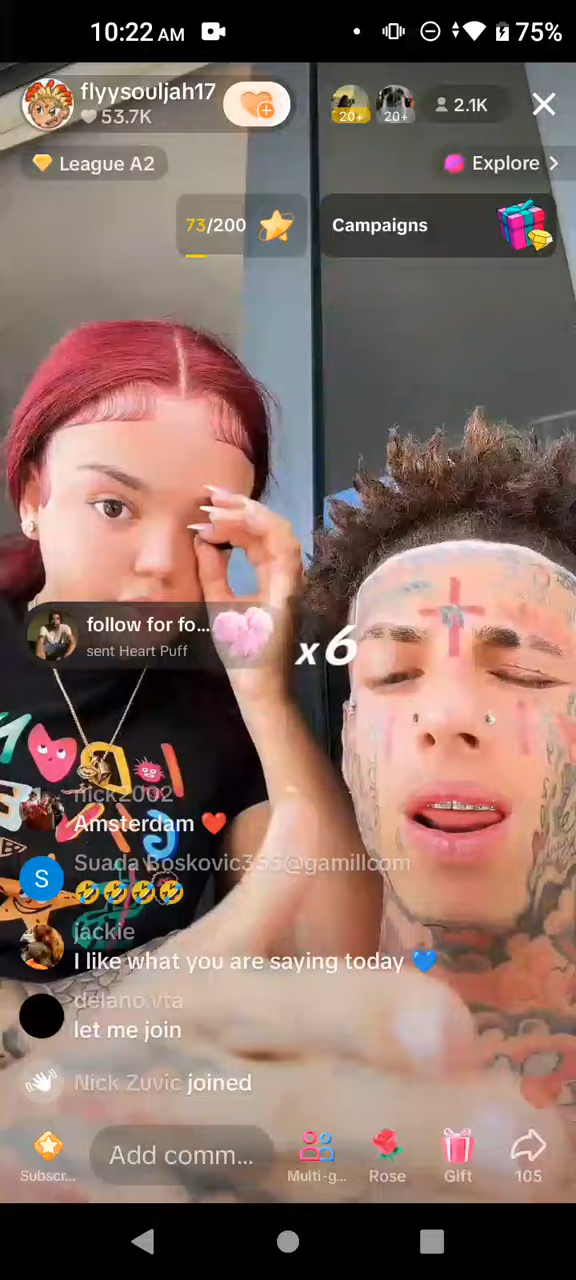 10:22 AM
75%
flyysouljah17
53.7K
20+
20+
2.1K
League A2
Explore
73/200
Campaigns
follow for fo...
sent Heart Puff
x6
nick2002
Amsterdam ❤️
Suada Boskovic355@gamillcom
🤣🤣🤣🤣
S
jackie
I like what you are saying today 💙
delano.vta
let me join
Nick Zuvic joined
Subscr...
Add comm...
Multi-g...
Rose
Gift
105